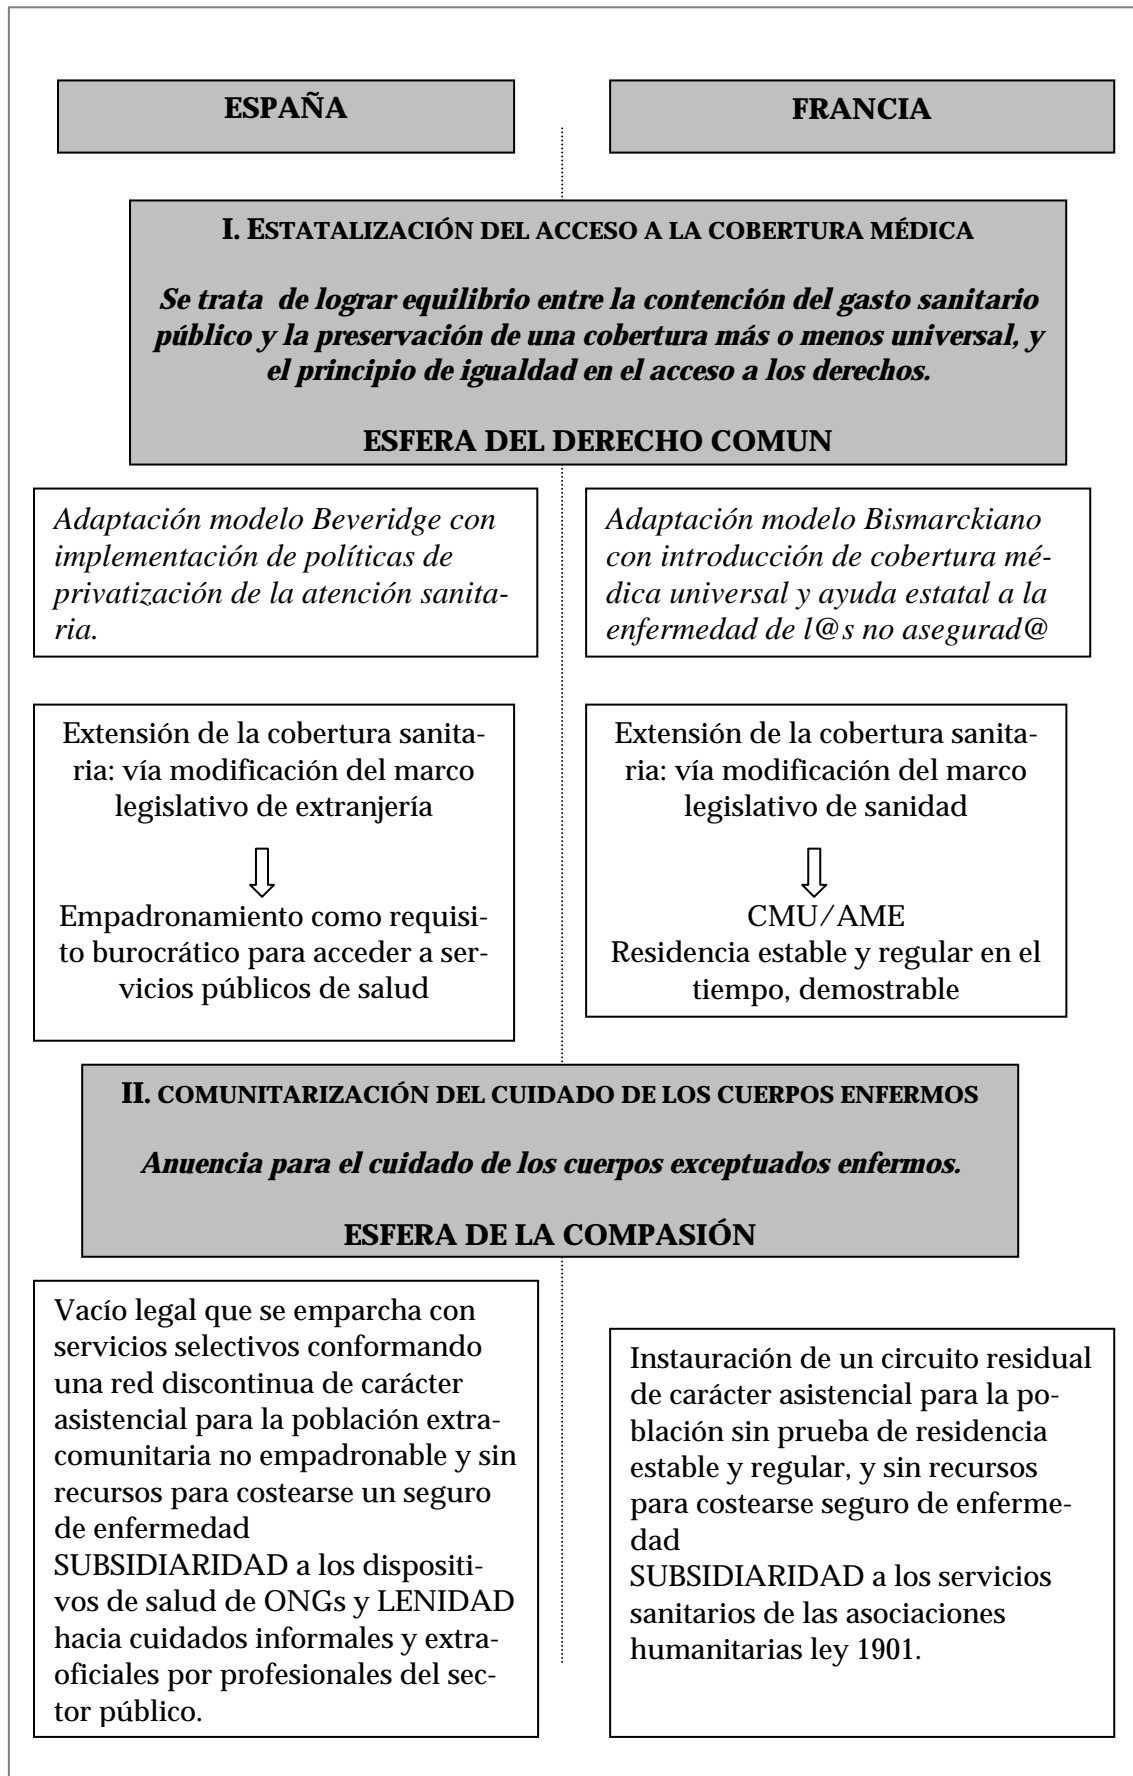 ESPAÑA
FRANCIA
I. ESTATALIZACIÓN DEL ACCESO A LA COBERTURA MÉDICA
Se trata de lograr equilibrio entre la contención del gasto sanitario
público y la preservación de una cobertura más o menos universal, y
el principio de igualdad en el acceso a los derechos.
ESFERA DEL DERECHO COMUN
Adaptación modelo Beveridge con
implementación de políticas de
privatización de la atención sanita-
ria.
Adaptación modelo Bismarckiano
con introducción de cobertura mé-
dica universal y ayuda estatal a la
enfermedad de l@s no asegurad@
Extensión de la cobertura sanita-
ria: vía modificación del marco
legislativo de extranjería
Empadronamiento como requisi-
to burocrático para acceder a ser-
vicios públicos de salud
Extensión de la cobertura sanita-
ria: vía modificación del marco
legislativo de sanidad
CMU/AME
Residencia estable y regular en el
tiempo, demostrable
II. COMUNITARIZACIÓN DEL CUIDADO DE LOS CUERPOS ENFERMOS
Anuencia para el cuidado de los cuerpos exceptuados enfermos.
ESFERA DE LA COMPASIÓN
Vacío legal que se emparcha con
servicios selectivos conformando
una red discontinua de carácter
asistencial para la población extra-
comunitaria no empadronable y sin
recursos para costearse un seguro
de enfermedad
SUBSIDIARIDAD a los dispositi-
vos de salud de ONGs y LENIDAD
hacia cuidados informales y extra-
oficiales por profesionales del sec-
tor público.
Instauración de un circuito residual
de carácter asistencial para la po-
blación sin prueba de residencia
estable y regular, y sin recursos
para costearse seguro de enferme-
dad
SUBSIDIARIDAD a los servicios
sanitarios de las asociaciones
humanitarias ley 1901.